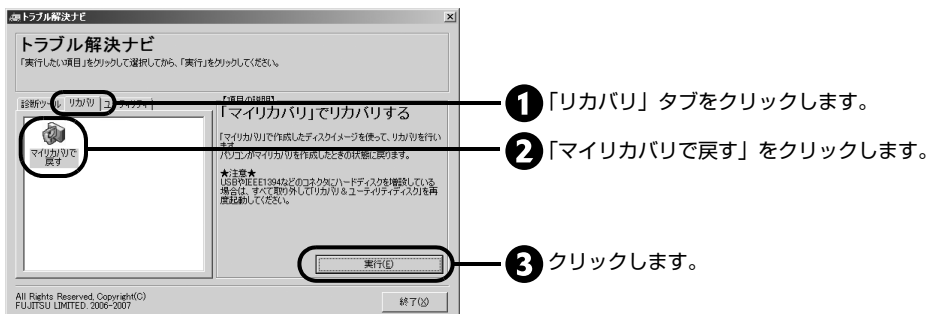 トラブル解決ナビ
トラブル解決ナビ
「実行したい項目」をクリックして選択してから、「実行」をクリックしてください。
診断ツール リカバリ ユーティリティ
マイリカバリで
戻す
【項目の説明】
「マイリカバリ」でリカバリする
「マイリカバリ」で作成したディスクイメージを使って、リカバリを行い
ます。
パソコンがマイリカバリを作成したときの状態に戻ります。
★注意★
USBやIEEE1394などのコネクタにハードディスクを増設している
場合は、すべて取り外して「リカバリ&ユーティリティディスク」を再
度起動してください。
実行(E)
All Rights Reserved, Copyright(C)
FUJITSU LIMITED. 2006-2007
終了(X)
1 「リカバリ」タブをクリックします。
2 「マイリカバリで戻す」をクリックします。
3 クリックします。